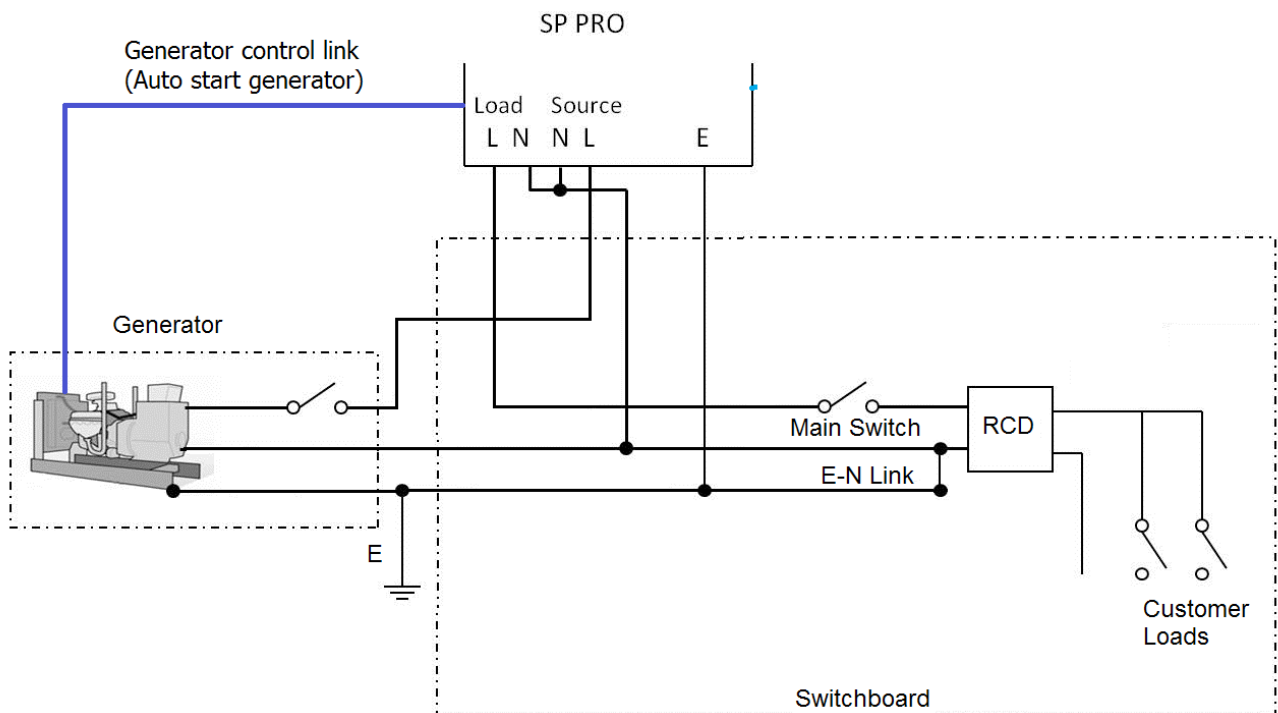 SP PRO
Generator control link
(Auto start generator)
Load Source
L N N L E
Generator
Main Switch
RCD
E-N Link
E
Customer
Loads
Switchboard